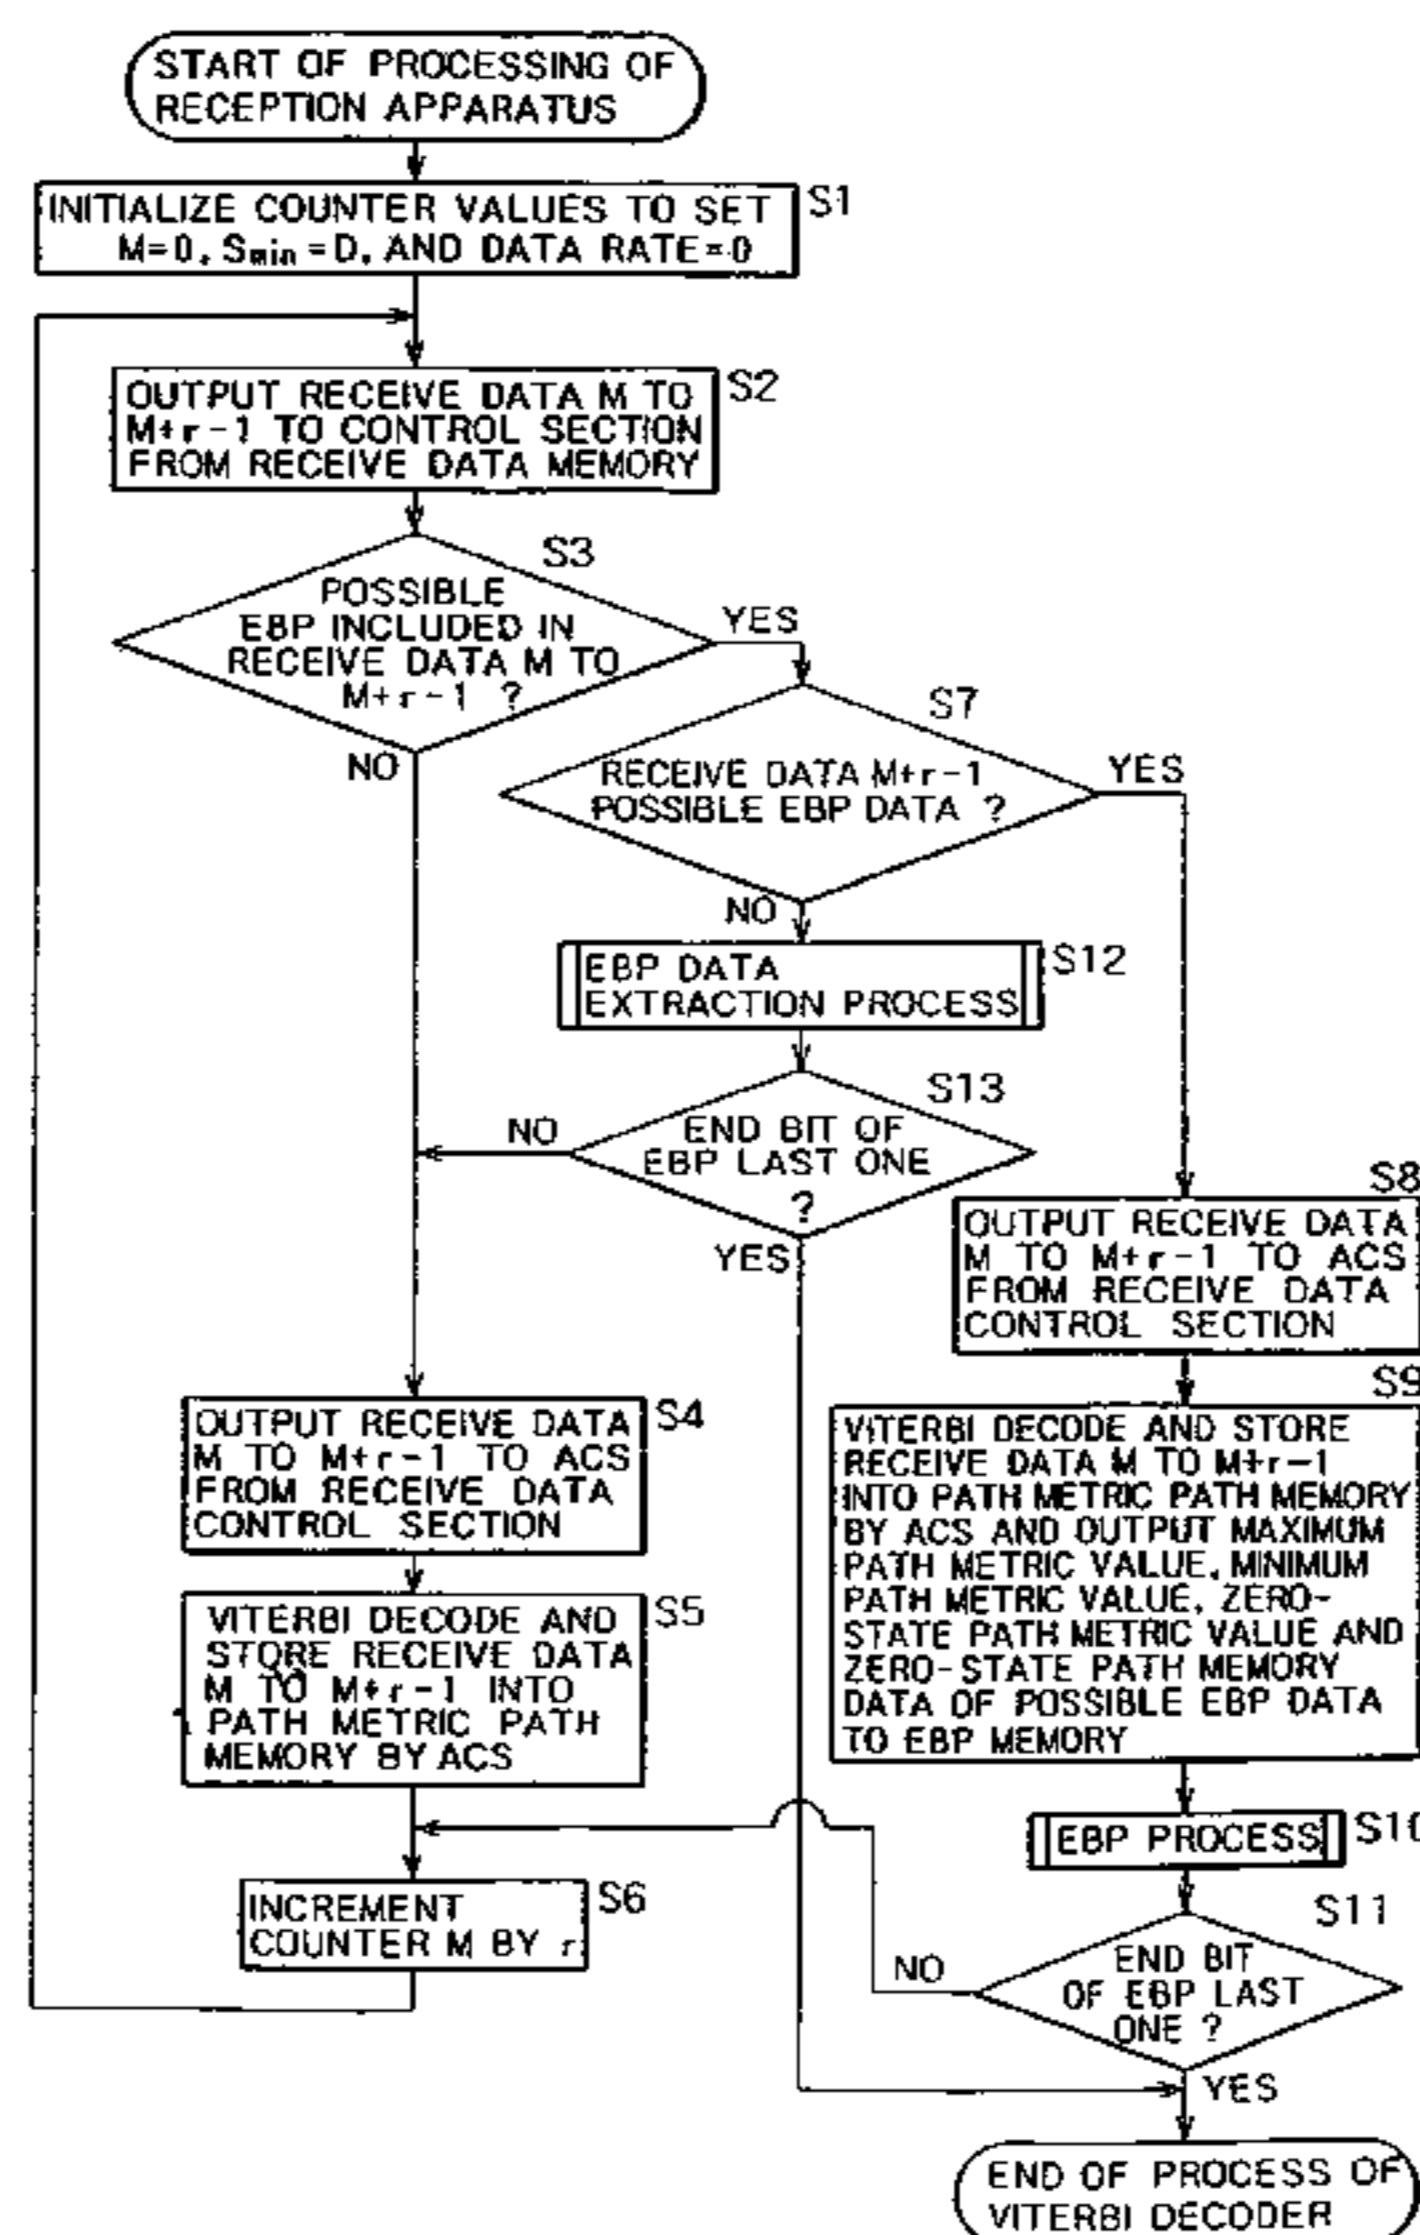 START OF PROCESSING OF
RECEPTION APPARATUS
INITIALIZE COUNTER VALUES TO SET
M=0, Smin=D, AND DATA RATE=0
S1
OUTPUT RECEIVE DATA M TO
M+r-1 TO CONTROL SECTION
FROM RECEIVE DATA MEMORY
S2
S3
POSSIBLE
EBP INCLUDED IN
RECEIVE DATA M TO
M+r-1 ?
YES
NO
S7
RECEIVE DATA M+r-1
POSSIBLE EBP DATA ?
YES
NO
EBP DATA
EXTRACTION PROCESS
S12
S13
END BIT OF
EBP LAST ONE
?
NO
YES
S8
OUTPUT RECEIVE DATA
M TO M+r-1 TO ACS
FROM RECEIVE DATA
CONTROL SECTION
S4
OUTPUT RECEIVE DATA
M TO M+r-1 TO ACS
FROM RECEIVE DATA
CONTROL SECTION
S9
VITERBI DECODE AND STORE
RECEIVE DATA M TO M+r-1
INTO PATH METRIC PATH MEMORY
BY ACS AND OUTPUT MAXIMUM
PATH METRIC VALUE, MINIMUM
PATH METRIC VALUE, ZERO-
STATE PATH METRIC VALUE AND
ZERO-STATE PATH MEMORY
DATA OF POSSIBLE EBP DATA
TO EBP MEMORY
S5
VITERBI DECODE AND
STORE RECEIVE DATA
M TO M+r-1 INTO
PATH METRIC PATH
MEMORY BY ACS
EBP PROCESS
S10
INCREMENT
COUNTER M BY r
S6
S11
END BIT
OF EBP LAST
ONE ?
NO
YES
END OF PROCESS OF
VITERBI DECODER